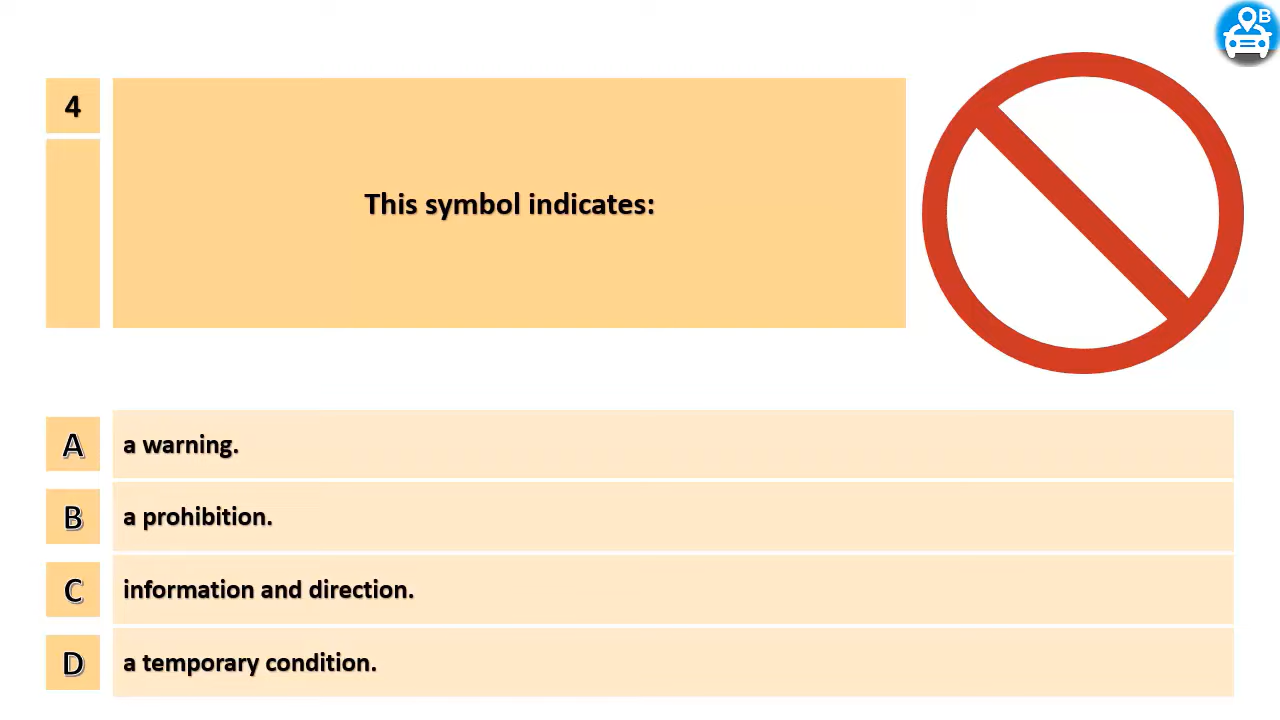 B
4
This symbol indicates:
A
a warning.
B
a prohibition.
C
information and direction.
D
a temporary condition.